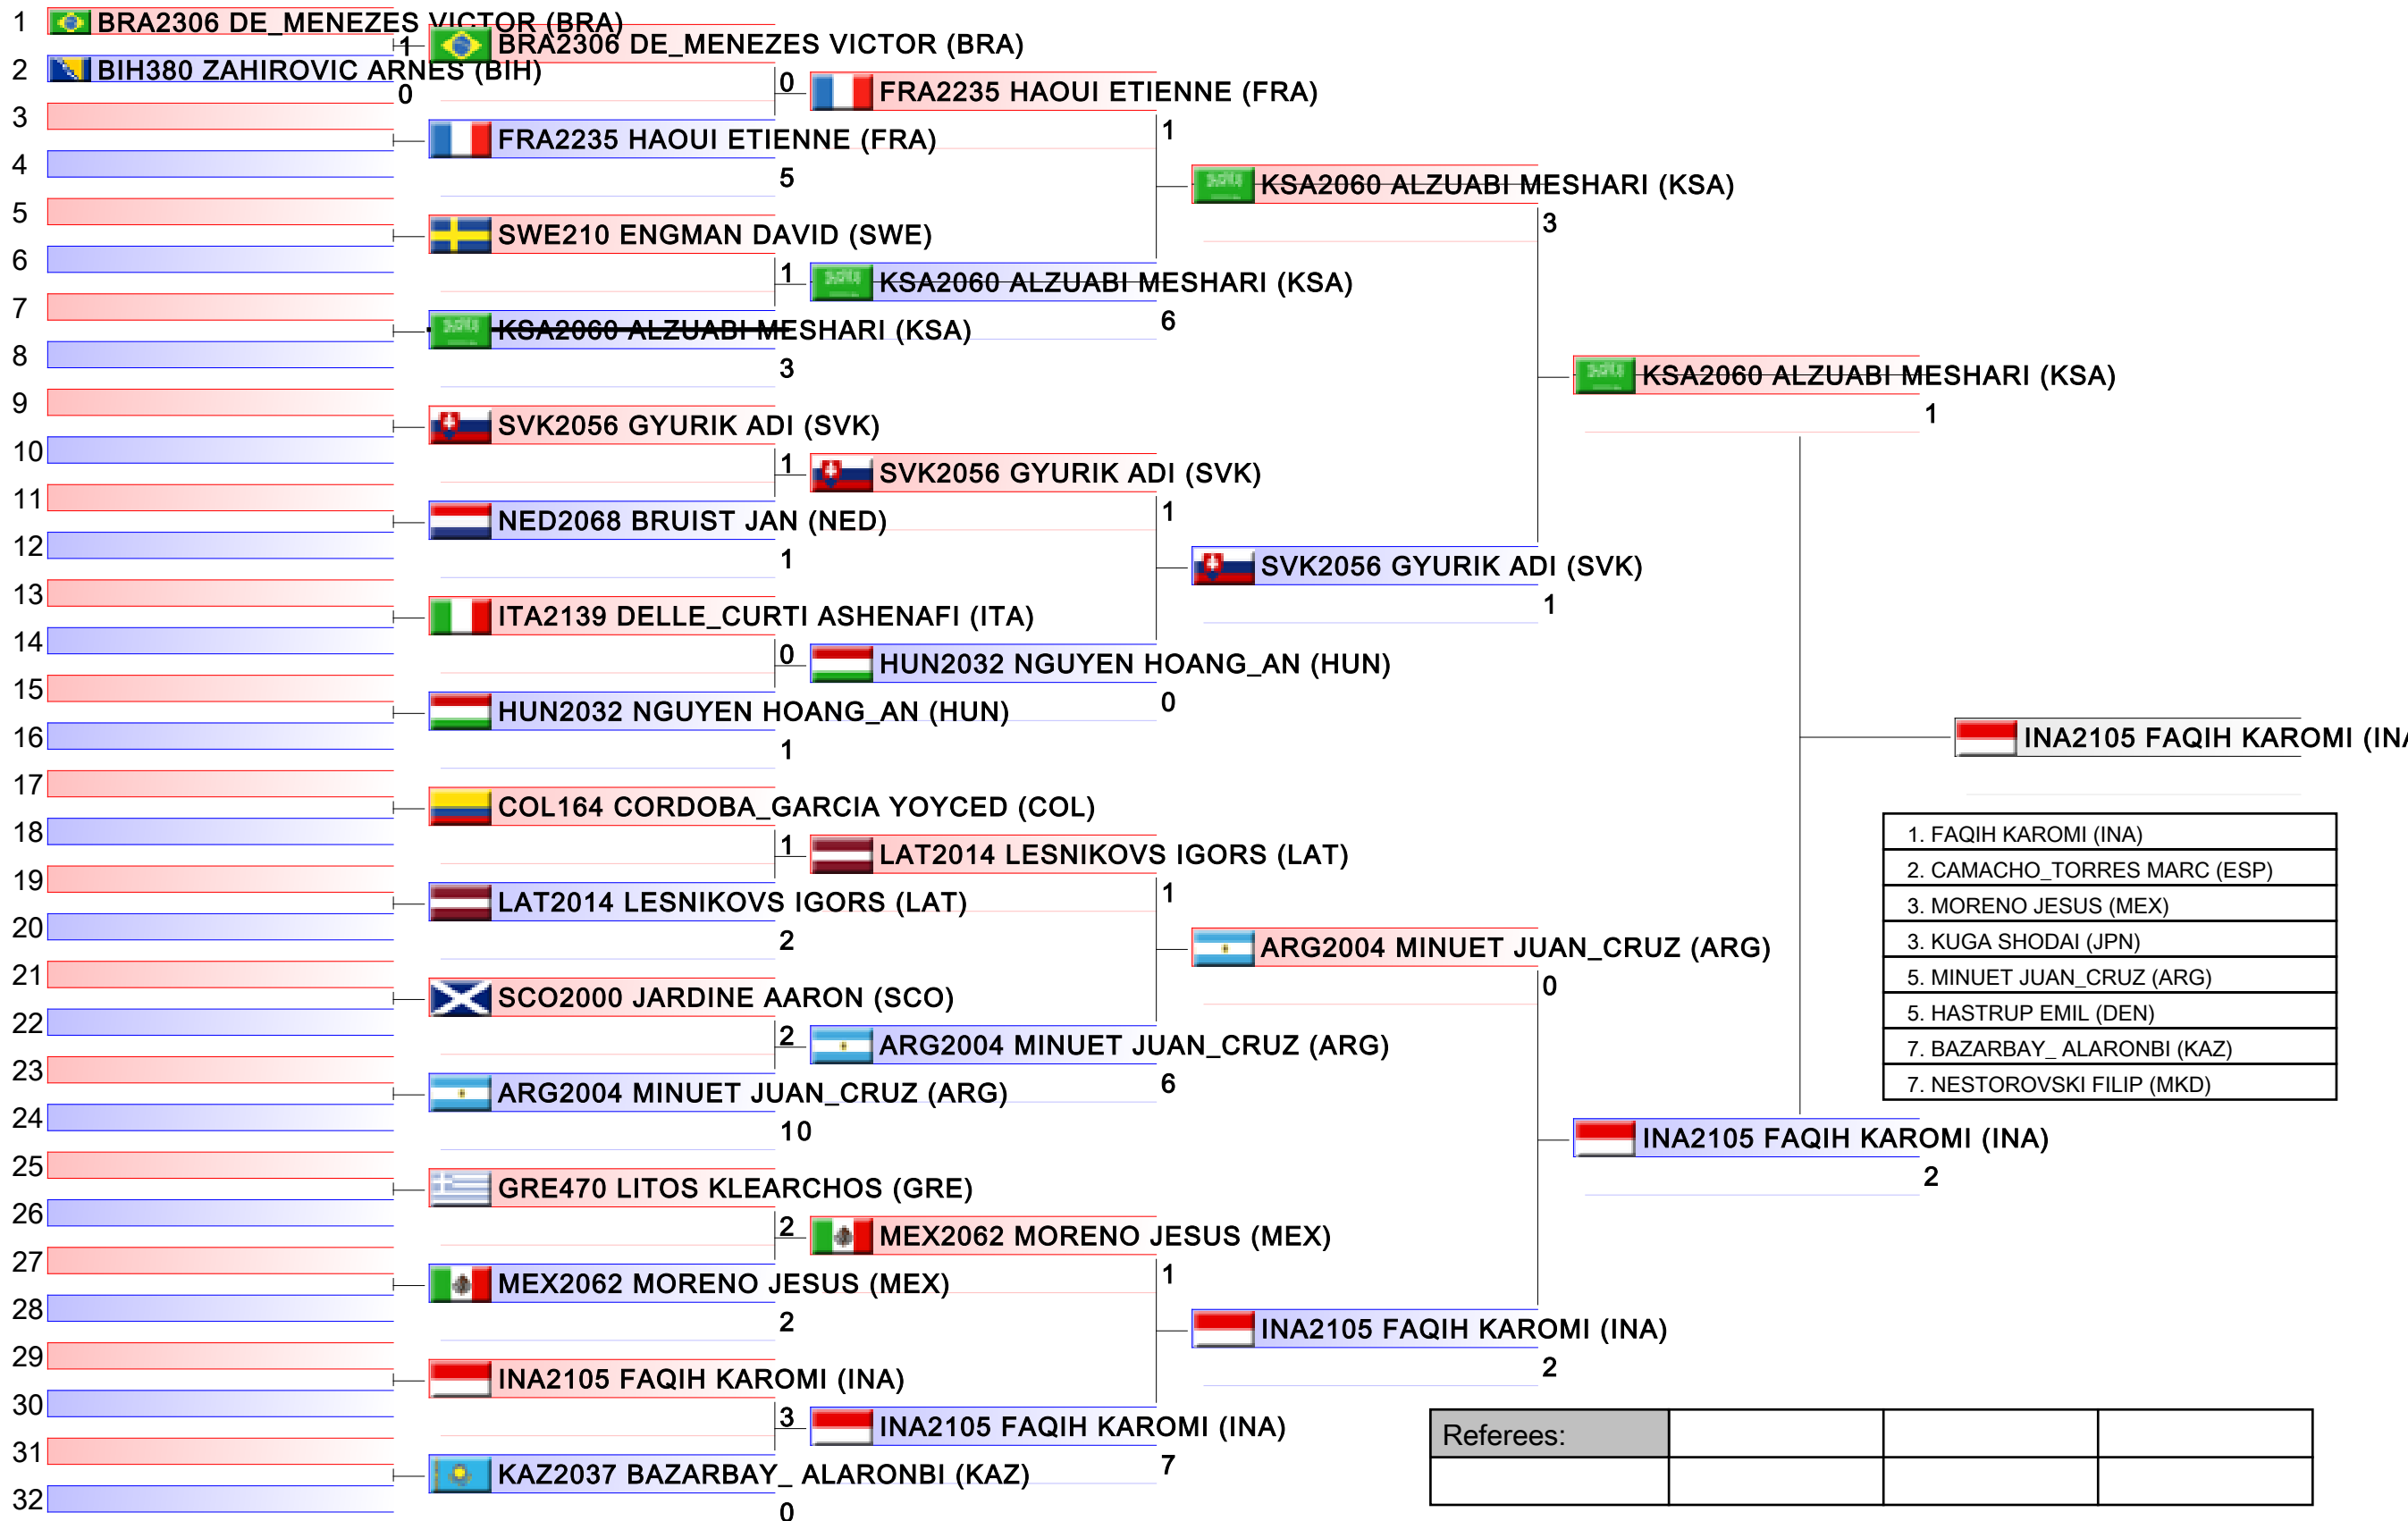 1 BRA2306 DE_MENEZES VICTOR (BRA)
1
BRA2306 DE_MENEZES VICTOR (BRA)
2 BIH380 ZAHIROVIC ARNES (BIH)
0
0
FRA2235 HAOUI ETIENNE (FRA)
3
1
4
FRA2235 HAOUI ETIENNE (FRA)
5
KSA2060 ALZUABI MESHARI (KSA)
5
3
SWE210 ENGMAN DAVID (SWE)
6
1
KSA2060 ALZUABI MESHARI (KSA)
7
6
KSA2060 ALZUABI MESHARI (KSA)
8
3
KSA2060 ALZUABI MESHARI (KSA)
9
1
SVK2056 GYURIK ADI (SVK)
10
1
SVK2056 GYURIK ADI (SVK)
11
1
NED2068 BRUIST JAN (NED)
12
1
SVK2056 GYURIK ADI (SVK)
13
1
ITA2139 DELLE_CURTI ASHENAFI (ITA)
14
0
HUN2032 NGUYEN HOANG_AN (HUN)
15
0
HUN2032 NGUYEN HOANG_AN (HUN)
16
1
INA2105 FAQIH KAROMI (INA
17
COL164 CORDOBA_GARCIA YOYCED (COL)
18
1
LAT2014 LESNIKOVS IGORS (LAT)
19
1
LAT2014 LESNIKOVS IGORS (LAT)
20
2
ARG2004 MINUET JUAN_CRUZ (ARG)
21
0
SCO2000 JARDINE AARON (SCO)
22
2
ARG2004 MINUET JUAN_CRUZ (ARG)
23
6
ARG2004 MINUET JUAN_CRUZ (ARG)
24
10
INA2105 FAQIH KAROMI (INA)
25
2
GRE470 LITOS KLEARCHOS (GRE)
26
2
MEX2062 MORENO JESUS (MEX)
27
1
MEX2062 MORENO JESUS (MEX)
28
2
INA2105 FAQIH KAROMI (INA)
29
2
INA2105 FAQIH KAROMI (INA)
30
3
INA2105 FAQIH KAROMI (INA)
31
7
KAZ2037 BAZARBAY_ ALARONBI (KAZ)
32
0
1. FAQIH KAROMI (INA)
2. CAMACHO_TORRES MARC (ESP)
3. MORENO JESUS (MEX)
3. KUGA SHODAI (JPN)
5. MINUET JUAN_CRUZ (ARG)
5. HASTRUP EMIL (DEN)
7. BAZARBAY_ ALARONBI (KAZ)
7. NESTOROVSKI FILIP (MKD)
Referees: